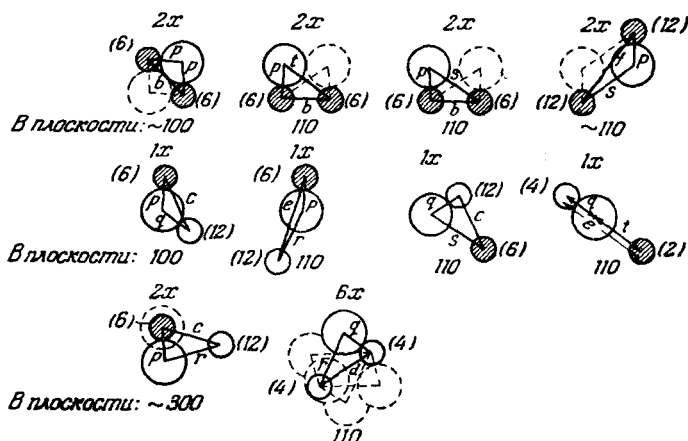 2x 2x 2x 2x (12)
(6) p p b (6)
p t (6) b (6)
p s (6) b (6)
(12) s p
В плоскости: ~100 110 110 ~110
1x 1x 1x 1x
(6) p q c (12)
(6) e p r (12)
q (12) c s (6)
(4) q e t (2)
В плоскости: 100 110 110 110
2x 6x
(6) c (12) p r
q (4) r d (4)
В плоскости: ~300 110